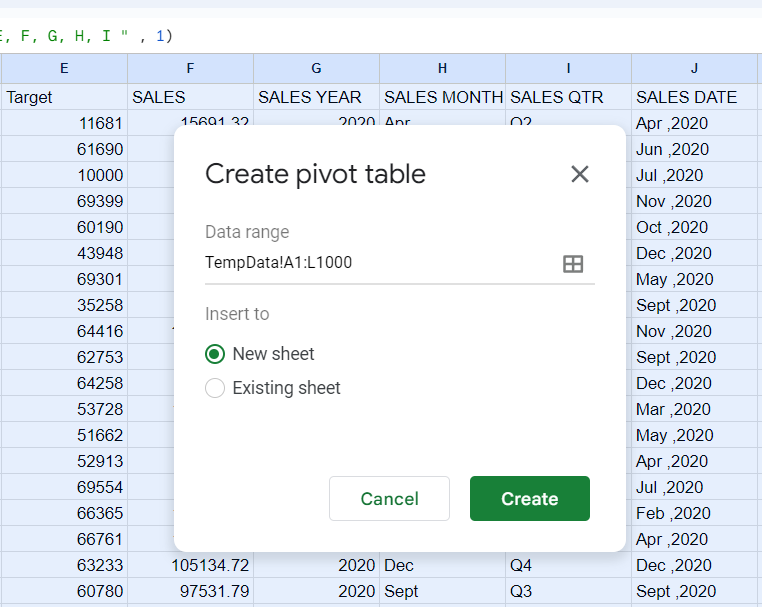 E, F, G, H, I " , 1)
E F G H I J
Target SALES SALES YEAR SALES MONTH SALES QTR SALES DATE
11681 15691.32 2020 Apr Q2 Apr ,2020
61690 Jun ,2020
Create pivot table
10000 Jul ,2020
69399 Nov ,2020
60190 Oct ,2020
Data range
43948 Dec ,2020
TempData!A1:L1000
69301 May ,2020
35258 Sept ,2020
Insert to
64416 Nov ,2020
New sheet
62753 Sept ,2020
64258 Dec ,2020
Existing sheet
53728 Mar ,2020
51662 May ,2020
52913 Apr ,2020
69554 Jul ,2020
Cancel Create
66365 Feb ,2020
66761 Apr ,2020
63233 105134.72 2020 Dec Q4 Dec ,2020
60780 97531.79 2020 Sept Q3 Sept ,2020